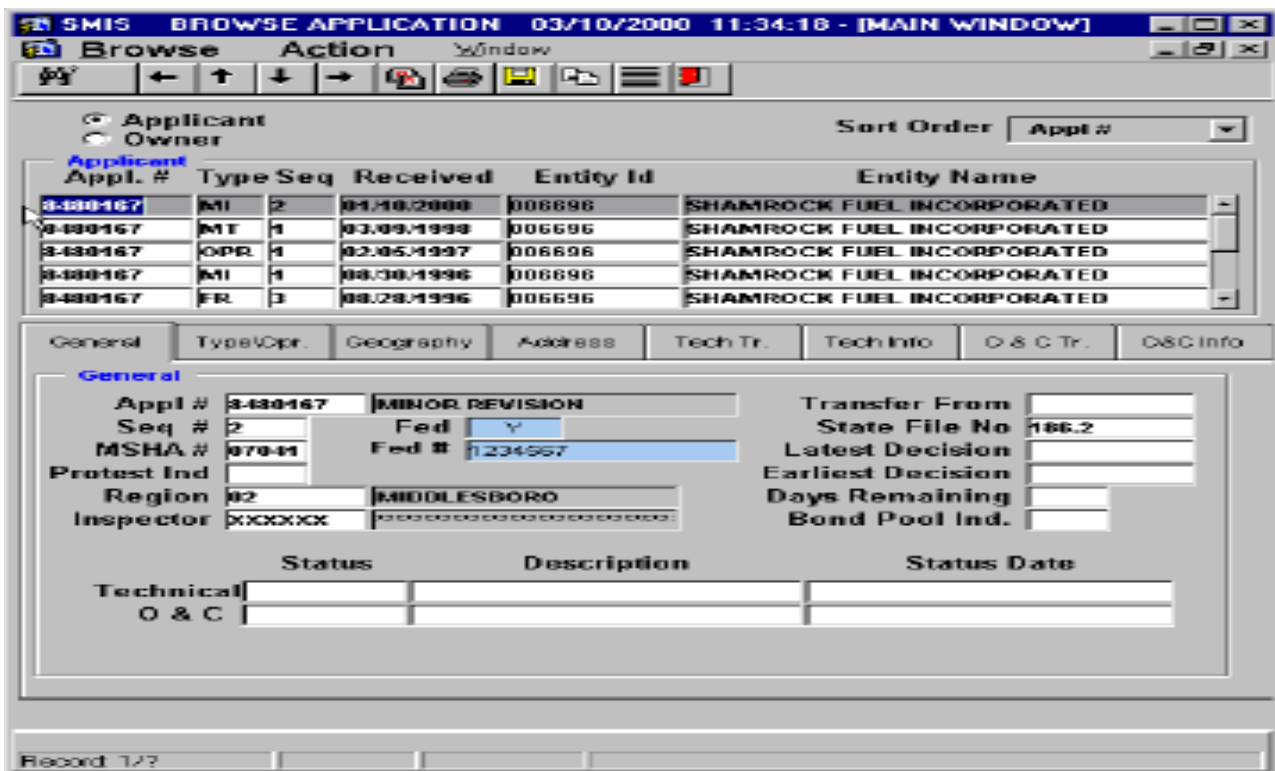 SMIS BROWSE APPLICATION 03/10/2000 11:34:18 - [MAIN WINDOW]
Browse Action Window
Applicant
Owner
Sort Order Appl #
Applicant
Appl. # Type Seq Received Entity Id Entity Name
8480167 MI 2 01/10/2000 006696 SHAMROCK FUEL INCORPORATED
8480167 MT 1 03/09/1998 006696 SHAMROCK FUEL INCORPORATED
8480167 OPR 1 02/05/1997 006696 SHAMROCK FUEL INCORPORATED
8480167 MI 1 08/30/1996 006696 SHAMROCK FUEL INCORPORATED
8480167 FR 3 08/28/1996 006696 SHAMROCK FUEL INCORPORATED
General Type\Opr. Geography Address Tech Tr. Tech Info O & C Tr. O&C Info
General
Appl # 8480167 MINOR REVISION Transfer From
Seq # 2 Fed Y State File No 186.2
MSHA # 07041 Fed # 1234567 Latest Decision
Protest Ind Earliest Decision
Region 02 MIDDLESBORO Days Remaining
Inspector XXXXXX Bond Pool Ind.
Status Description Status Date
Technical
O & C
Record: 1/?